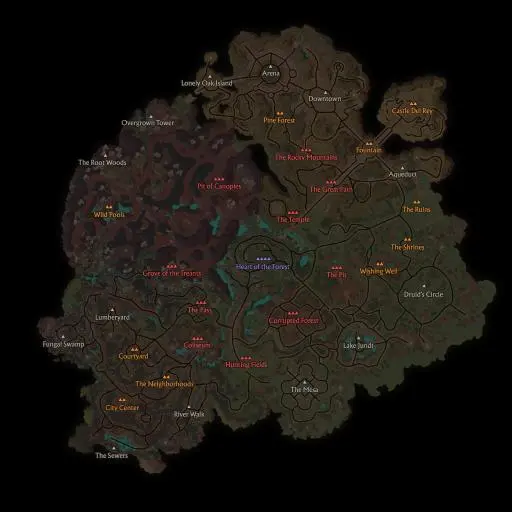 Arena
Lonely Oak Island
Downtown
Castle Del Rey
Pine Forest
Overgrown Tower
Fountain
The Rocky Mountains
The Root Woods
Aqueduct
Pit of Canopies
The Great Path
The Ruins
Wild Pools
The Temple
The Shrines
Heart of the Forest
Grove of the Treants
The Pit
Wishing Well
Druid's Circle
The Pass
Lumberyard
Corrupted Forest
Fungal Swamp
Coliseum
Lake Jundi
Courtyard
Hunting Fields
The Neighborhoods
The Mesa
City Center
River Walk
The Sewers